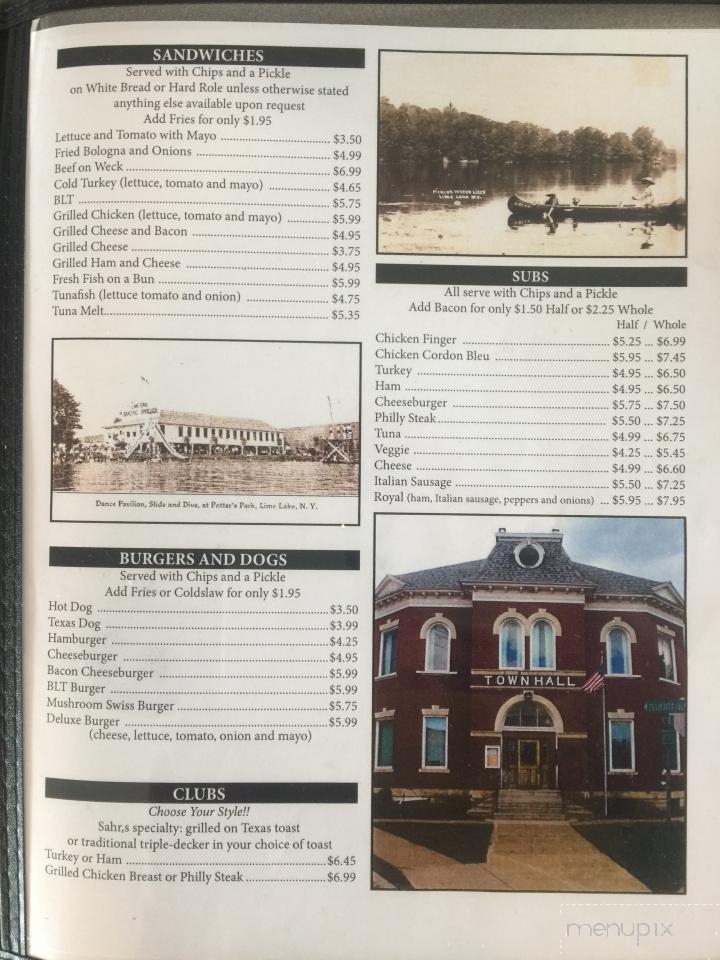 SANDWICHES
Served with Chips and a Pickle
on White Bread or Hard Role unless otherwise stated
anything else available upon request
Add Fries for only $1.95
Lettuce and Tomato with Mayo $3.50
Fried Bologna and Onions $4.99
Beef on Weck $6.99
Cold Turkey (lettuce, tomato and mayo) $4.65
BLT $5.75
Grilled Chicken (lettuce, tomato and mayo) $5.99
Grilled Cheese and Bacon $4.95
Grilled Cheese $3.75
Grilled Ham and Cheese $4.95
Fresh Fish on a Bun $5.99
Tunafish (lettuce tomato and onion) $4.75
Tuna Melt $5.35
Dance Pavilion, Slide and Dive, at Potter's Park, Lime Lake, N. Y.
BURGERS AND DOGS
Served with Chips and a Pickle
Add Fries or Coldslaw for only $1.95
Hot Dog $3.50
Texas Dog $3.99
Hamburger $4.25
Cheeseburger $4.95
Bacon Cheeseburger $5.99
BLT Burger $5.99
Mushroom Swiss Burger $5.75
Deluxe Burger $5.99
(cheese, lettuce, tomato, onion and mayo)
CLUBS
Choose Your Style!!
Sahr,s specialty: grilled on Texas toast
or traditional triple-decker in your choice of toast
Turkey or Ham $6.45
Grilled Chicken Breast or Philly Steak $6.99
LIME LAKE N.Y.
SUBS
All serve with Chips and a Pickle
Add Bacon for only $1.50 Half or $2.25 Whole
Half / Whole
Chicken Finger $5.25 ... $6.99
Chicken Cordon Bleu $5.95 ... $7.45
Turkey $4.95 ... $6.50
Ham $4.95 ... $6.50
Cheeseburger $5.75 ... $7.50
Philly Steak $5.50 ... $7.25
Tuna $4.99 ... $6.75
Veggie $4.25 ... $5.45
Cheese $4.99 ... $6.60
Italian Sausage $5.50 ... $7.25
Royal (ham, Italian sausage, peppers and onions) ... $5.95 ... $7.95
TOWN HALL
menupix